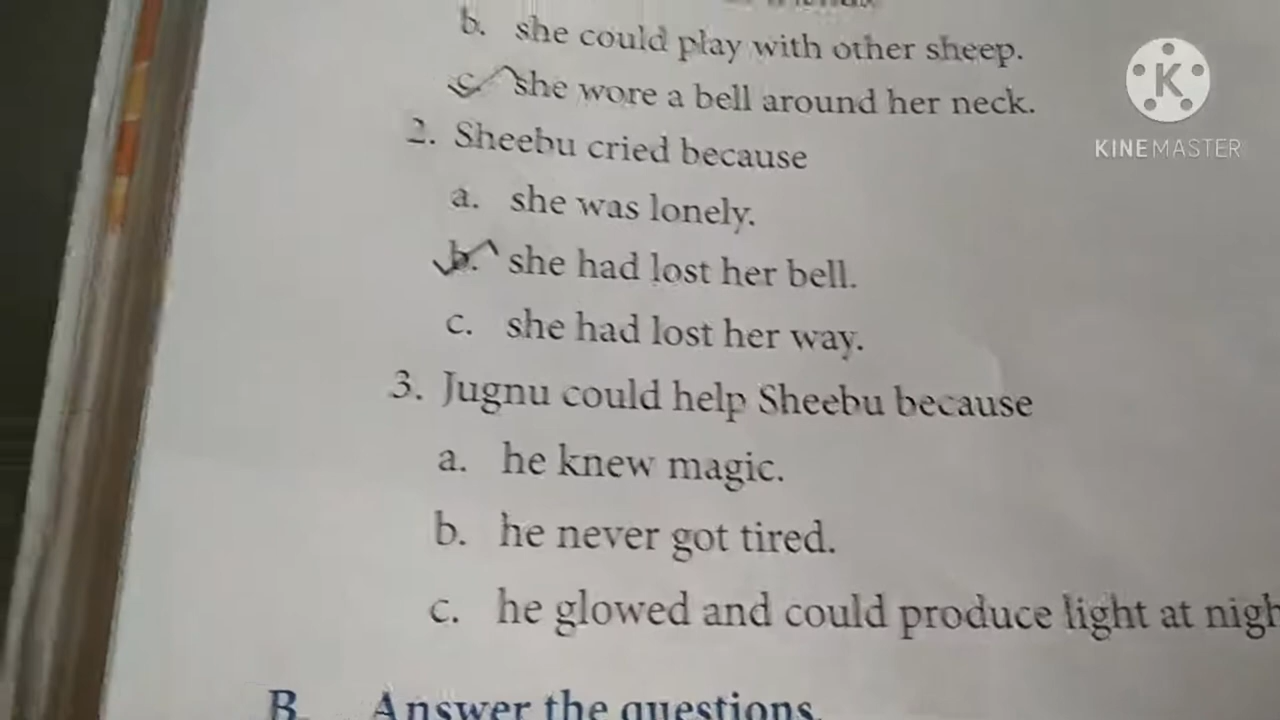 b. she could play with other sheep.
c. she wore a bell around her neck.
2. Sheebu cried because
a. she was lonely.
b. she had lost her bell.
c. she had lost her way.
3. Jugnu could help Sheebu because
a. he knew magic.
b. he never got tired.
c. he glowed and could produce light at nigh
B. Answer the questions.
K
KINEMASTER